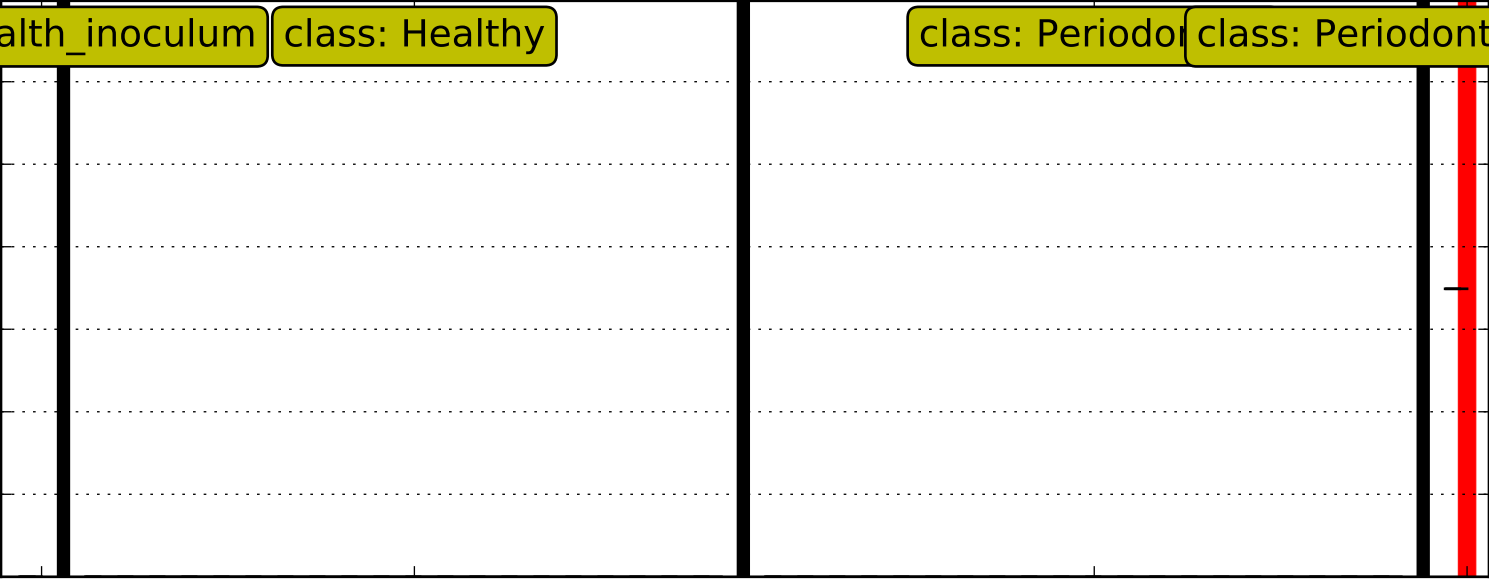 alth_inoculum
class: Healthy
class: Periodon
class: Periodont